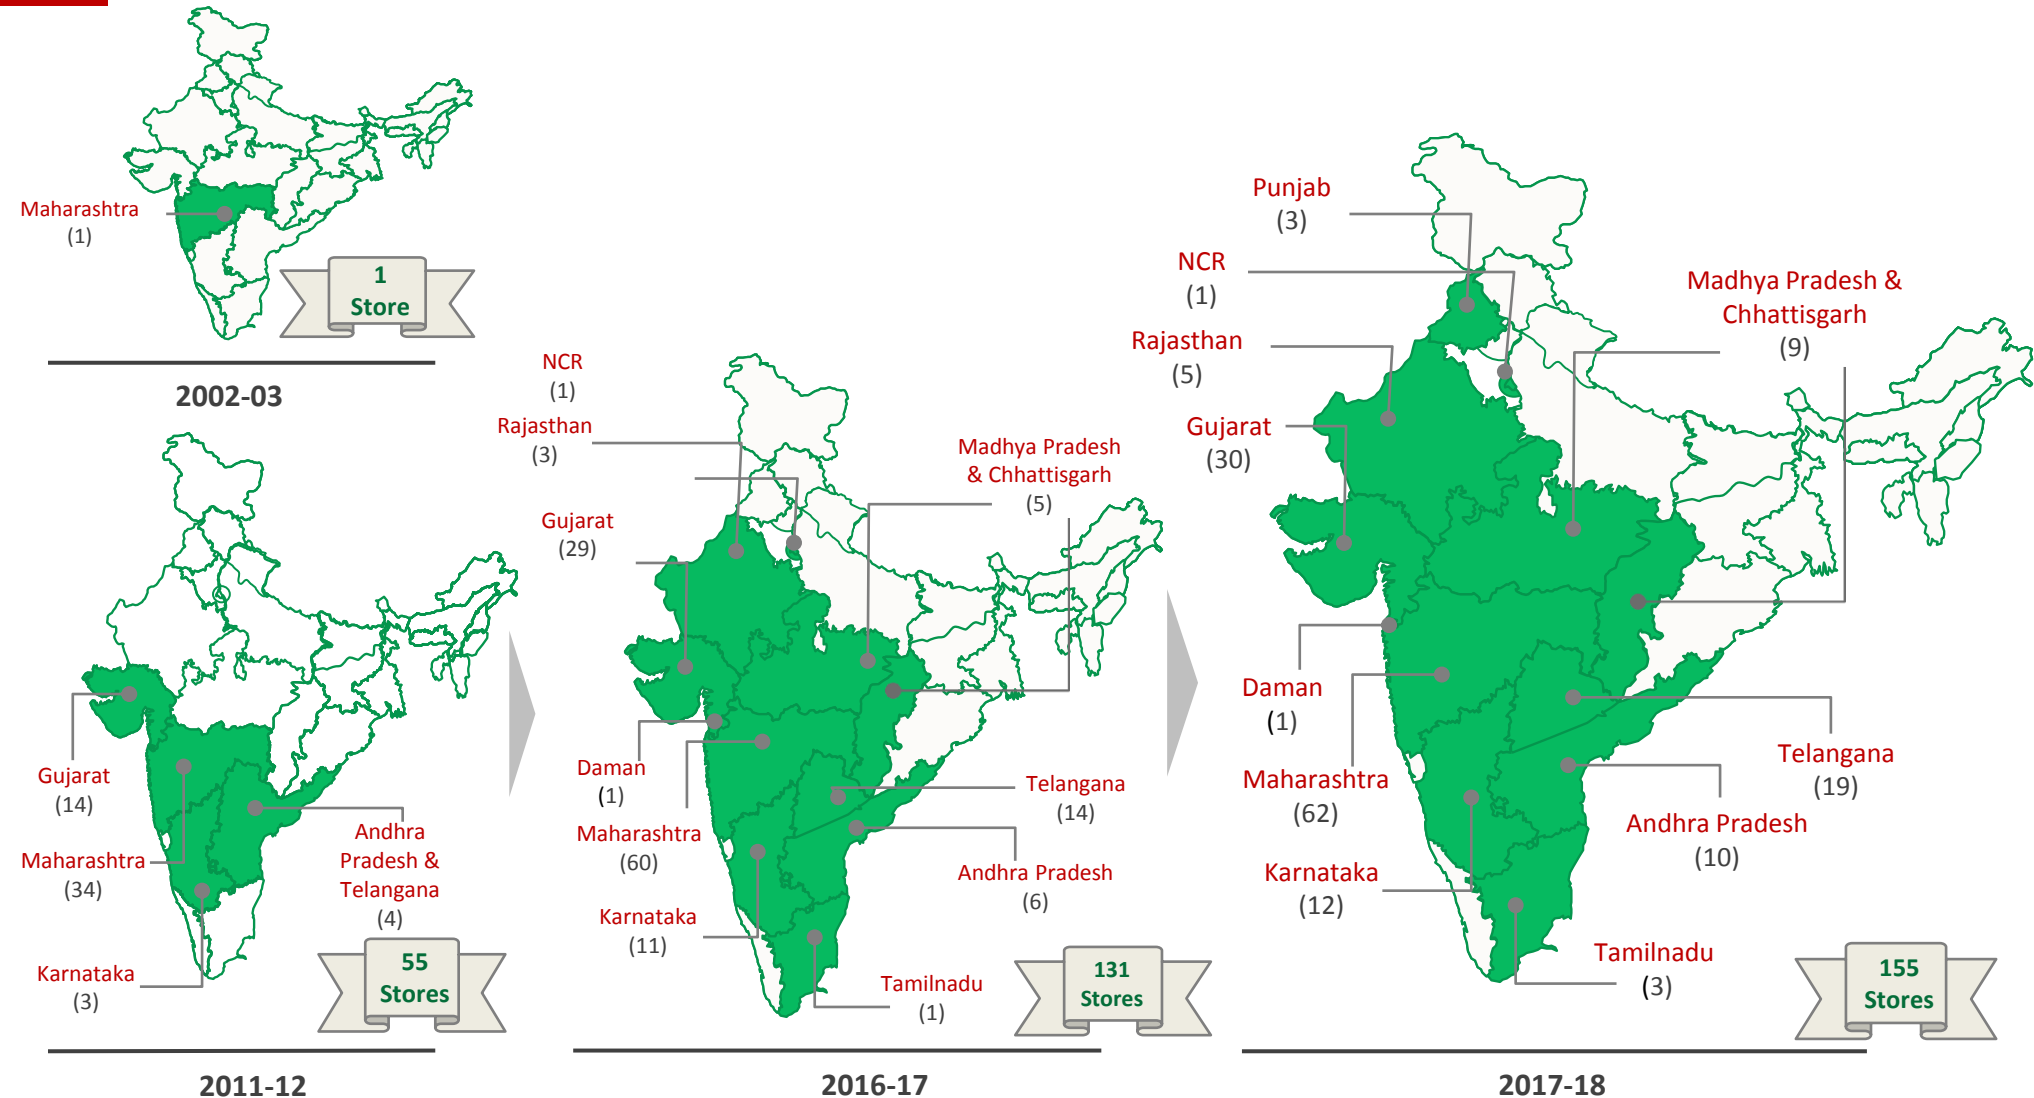 Maharashtra
(1)
1
Store
2002-03
Gujarat
(14)
Maharashtra
(34)
Karnataka
(3)
Andhra
Pradesh &
Telangana
(4)
55
Stores
2011-12
NCR
(1)
Rajasthan
(3)
Gujarat
(29)
Madhya Pradesh
& Chhattisgarh
(5)
Daman
(1)
Maharashtra
(60)
Karnataka
(11)
Telangana
(14)
Andhra Pradesh
(6)
Tamilnadu
(1)
131
Stores
2016-17
Punjab
(3)
NCR
(1)
Rajasthan
(5)
Gujarat
(30)
Madhya Pradesh &
Chhattisgarh
(9)
Daman
(1)
Maharashtra
(62)
Karnataka
(12)
Telangana
(19)
Andhra Pradesh
(10)
Tamilnadu
(3)
155
Stores
2017-18